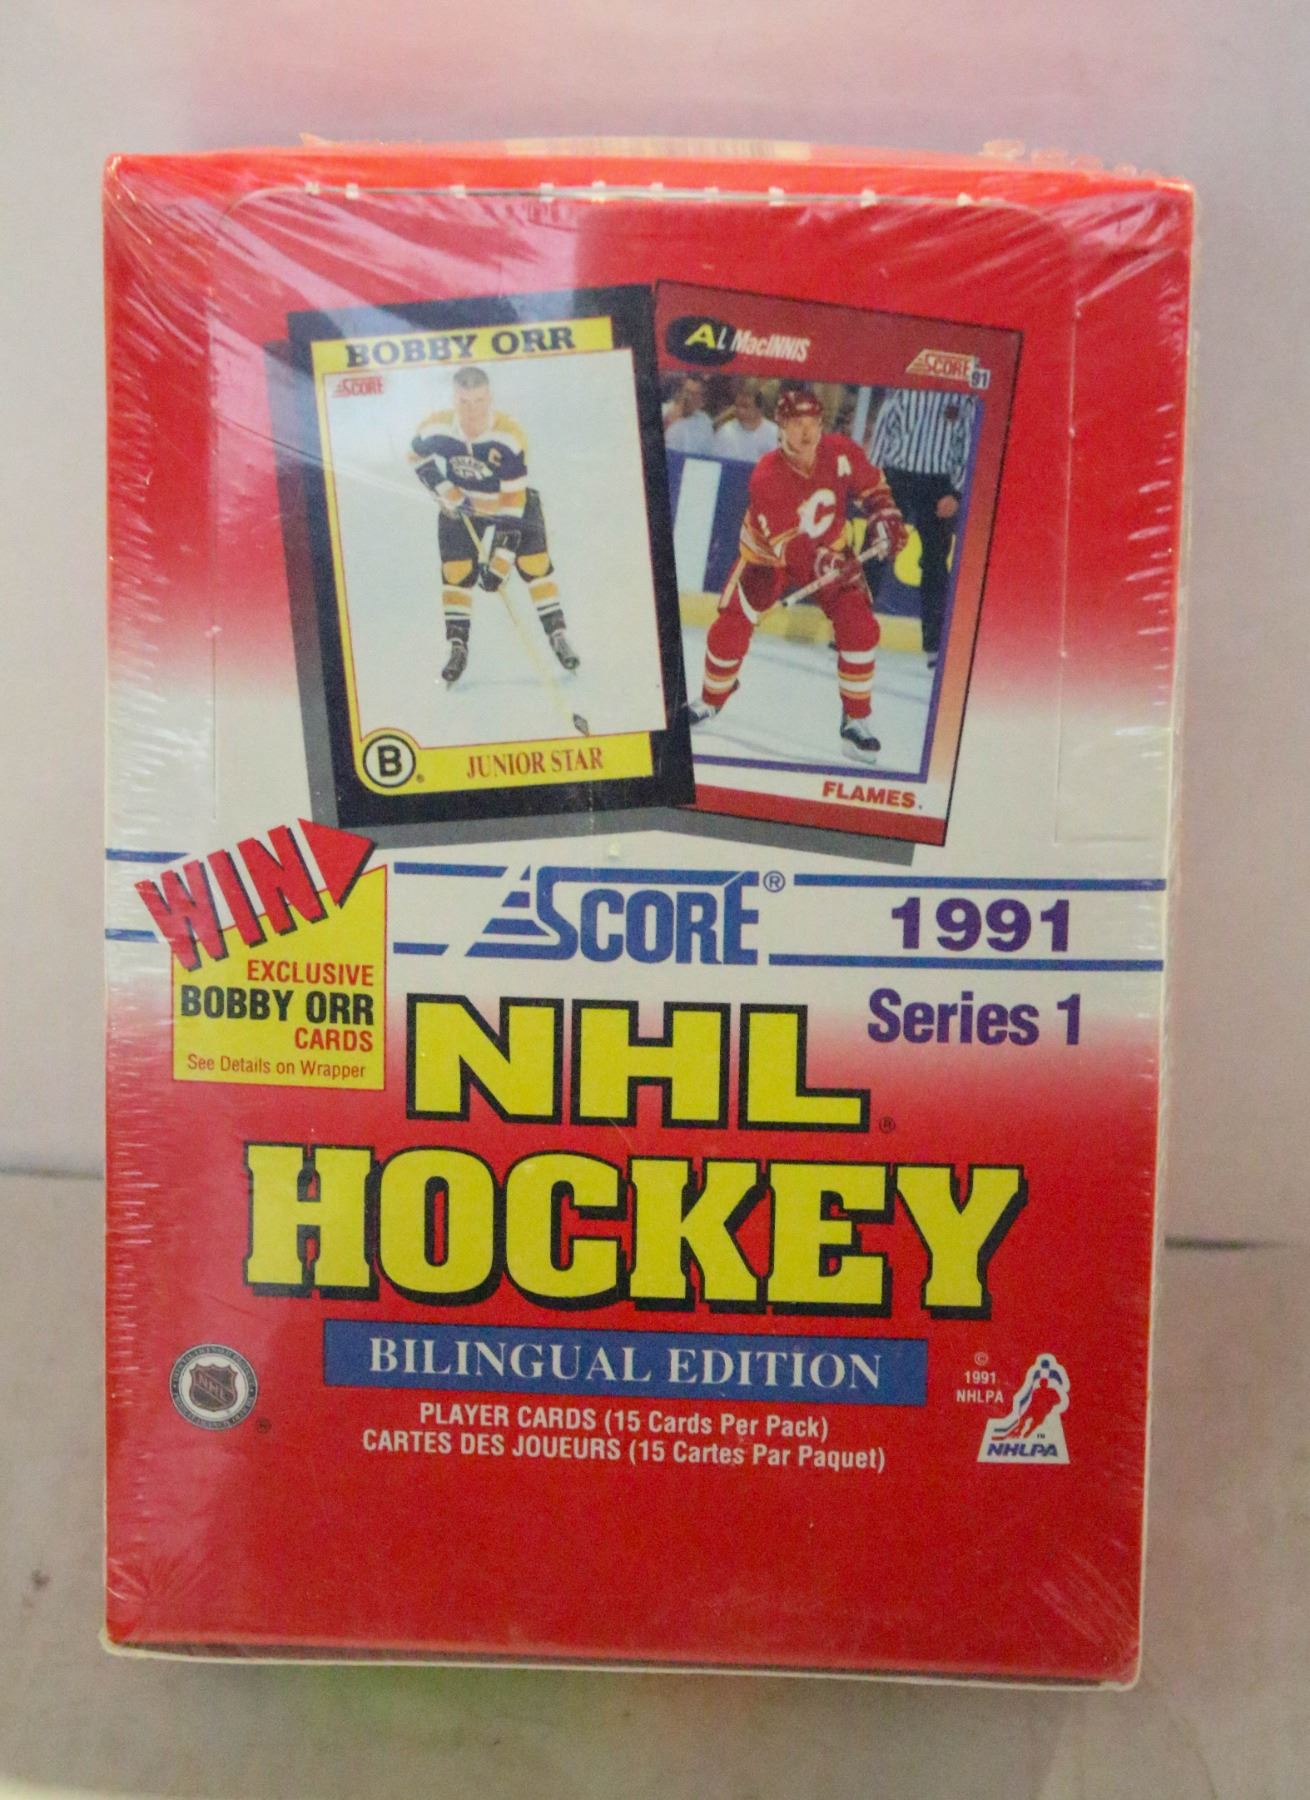 BOBBY ORR
SCORE
B
JUNIOR STAR
AL MacINNIS
SCORE 91
A
C
FLAMES.
WIN
EXCLUSIVE
BOBBY ORR
CARDS
See Details on Wrapper
SCORE®
1991
Series 1
NHL®
HOCKEY
BILINGUAL EDITION
PLAYER CARDS (15 Cards Per Pack)
CARTES DES JOUEURS (15 Cartes Par Paquet)
NHL ®
©
1991
NHLPA
NHLPA TM